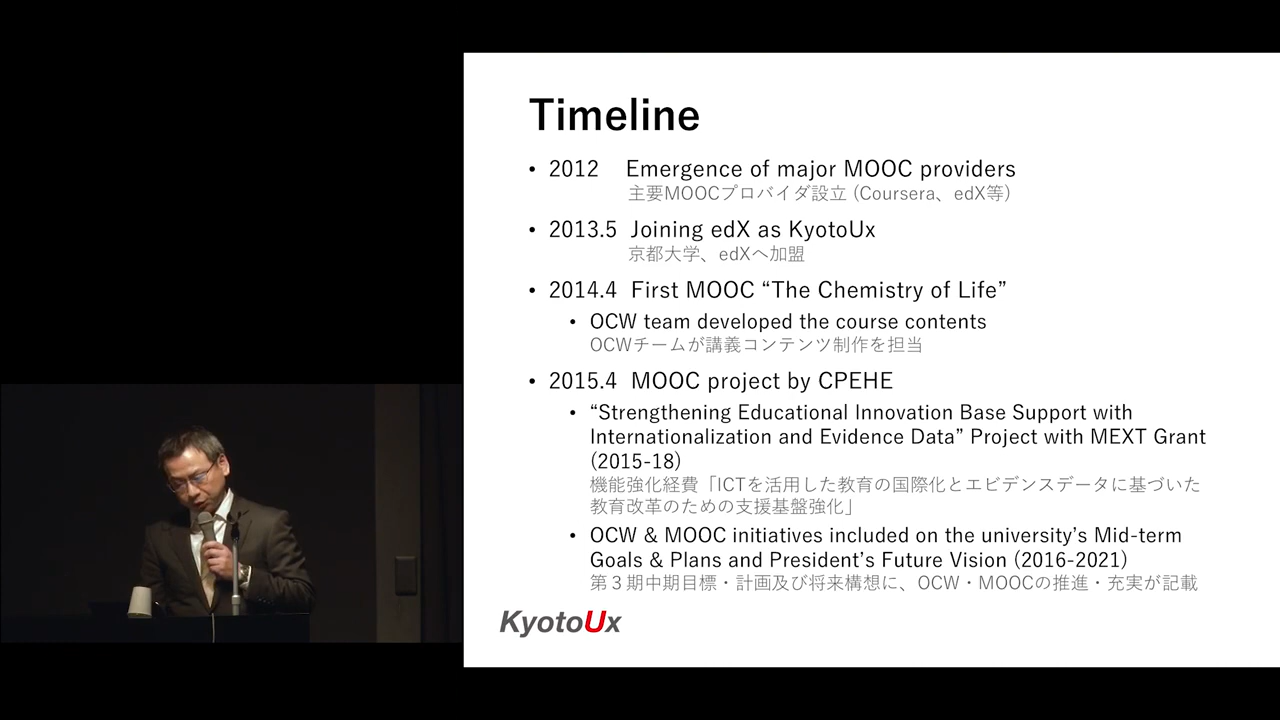 Timeline
• 2012 Emergence of major MOOC providers
主要MOOCプロバイダ設立 (Coursera、edX等)
• 2013.5 Joining edX as KyotoUx
京都大学、edXへ加盟
• 2014.4 First MOOC “The Chemistry of Life”
• OCW team developed the course contents
OCWチームが講義コンテンツ制作を担当
• 2015.4 MOOC project by CPEHE
• “Strengthening Educational Innovation Base Support with
Internationalization and Evidence Data” Project with MEXT Grant
(2015-18)
機能強化経費「ICTを活用した教育の国際化とエビデンスデータに基づいた
教育改革のための支援基盤強化」
• OCW & MOOC initiatives included on the university’s Mid-term
Goals & Plans and President’s Future Vision (2016-2021)
第３期中期目標・計画及び将来構想に、OCW・MOOCの推進・充実が記載
KyotoUx